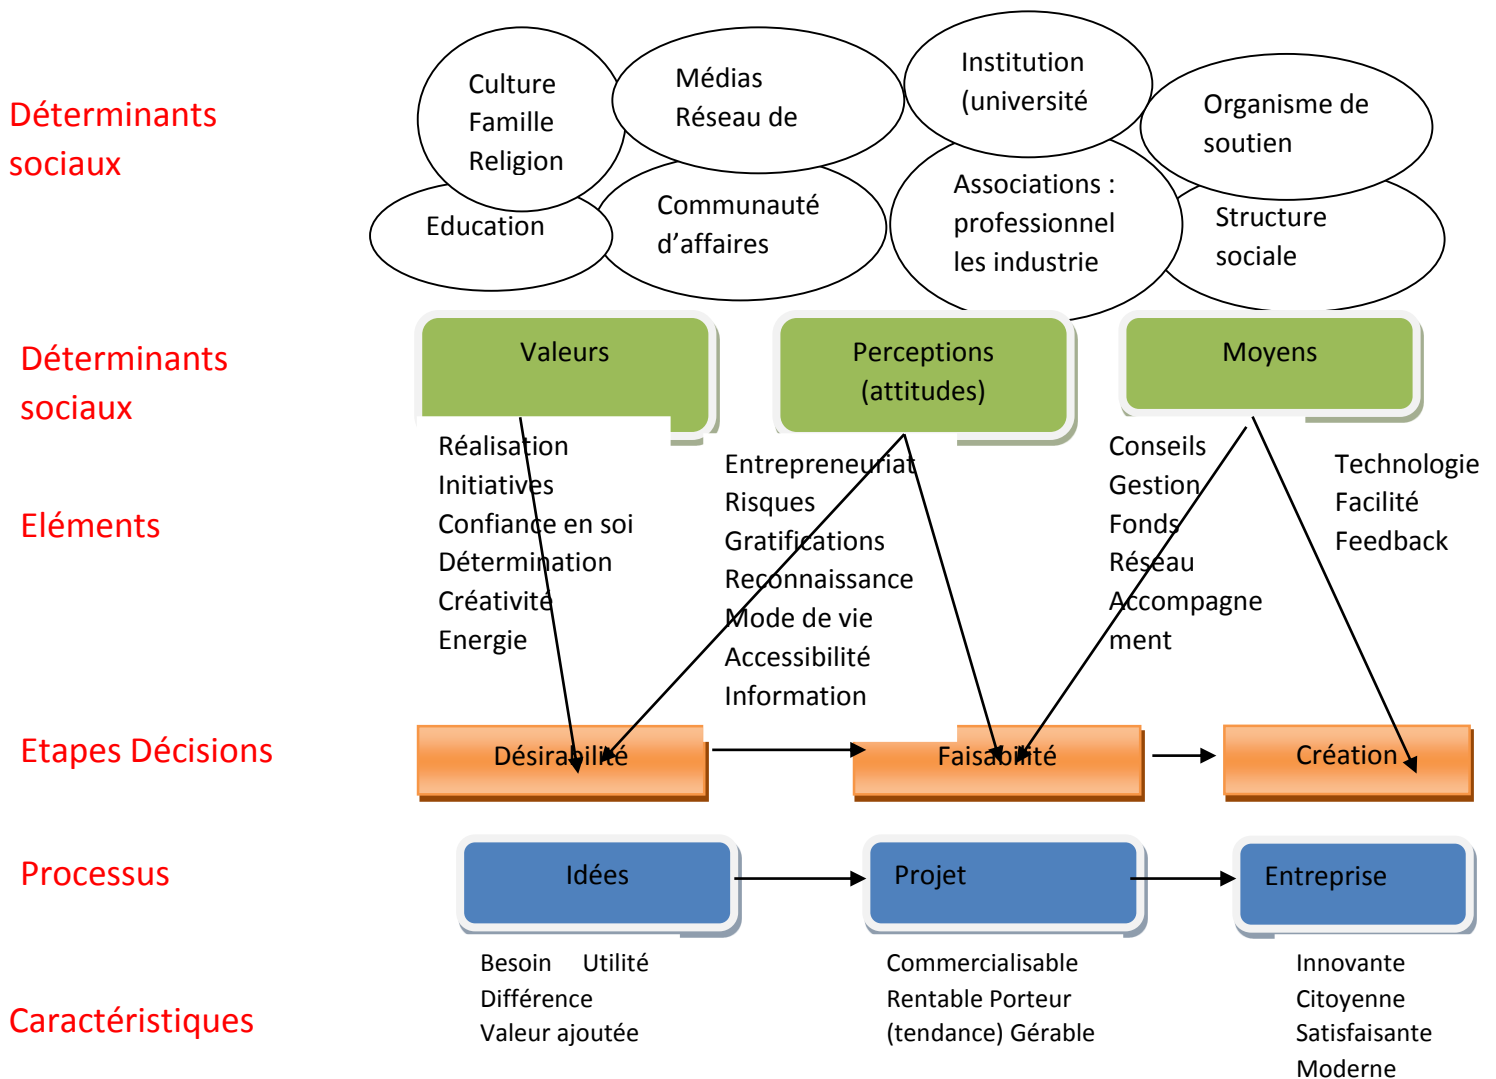 Déterminants
sociaux
Culture
Famille
Religion
Médias
Réseau de
Institution
(université
Organisme de
soutien
Education
Communauté
d’affaires
Associations :
professionnel
les industrie
Structure
sociale
Déterminants
sociaux
Valeurs
Perceptions
(attitudes)
Moyens
Eléments
Réalisation
Initiatives
Confiance en soi
Détermination
Créativité
Energie
Entrepreneuriat
Risques
Gratifications
Reconnaissance
Mode de vie
Accessibilité
Information
Conseils
Gestion
Fonds
Réseau
Accompagne
ment
Technologie
Facilité
Feedback
Etapes Décisions
Désirabilité
Faisabilité
Création
Processus
Idées
Projet
Entreprise
Caractéristiques
Besoin Utilité
Différence
Valeur ajoutée
Commercialisable
Rentable Porteur
(tendance) Gérable
Innovante
Citoyenne
Satisfaisante
Moderne